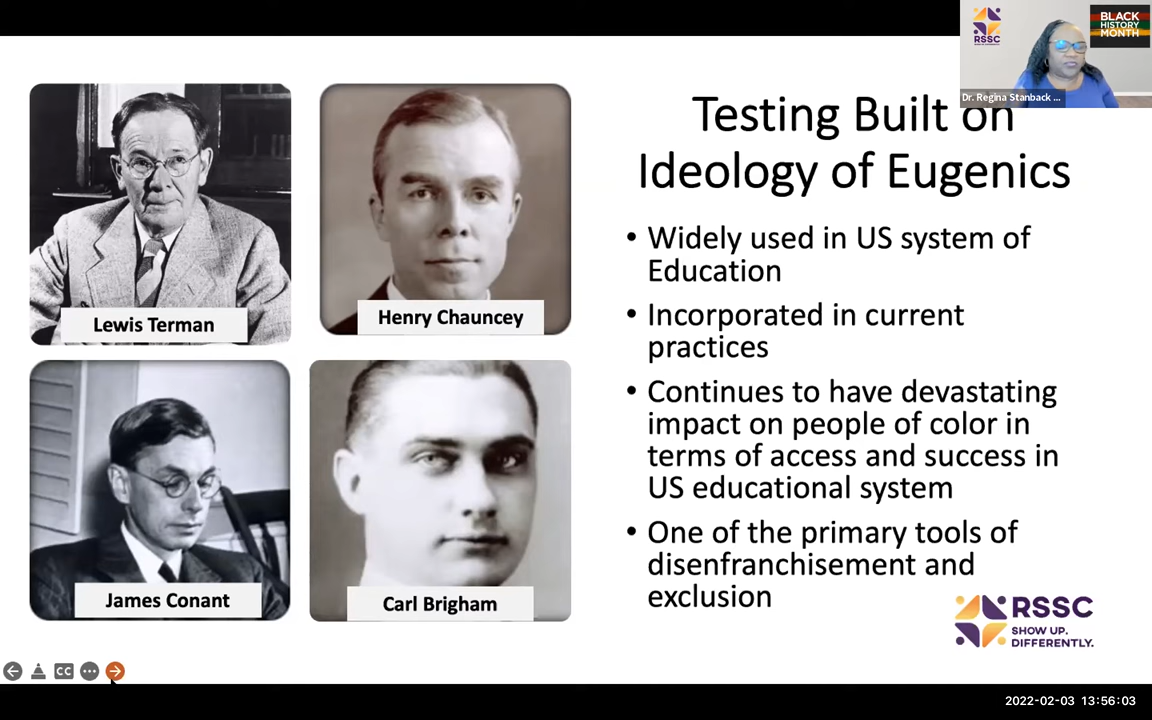 RSSC
BLACK
HISTORY
MONTH
Dr. Regina Stanback ...
Testing Built on
Ideology of Eugenics
• Widely used in US system of
Education
• Incorporated in current
practices
• Continues to have devastating
impact on people of color in
terms of access and success in
US educational system
• One of the primary tools of
disenfranchisement and
exclusion
Lewis Terman
Henry Chauncey
James Conant
Carl Brigham
RSSC
SHOW UP.
DIFFERENTLY.
CC
2022-02-03 13:56:03